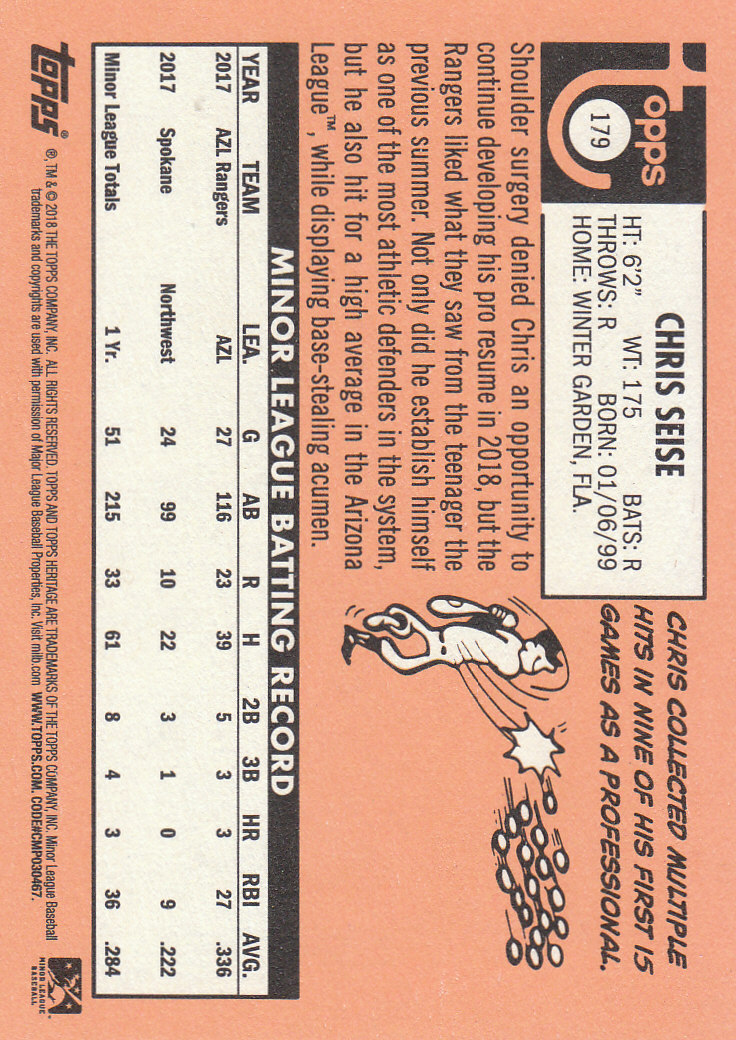 Topps
179
CHRIS SEISE
HT: 6'2" WT: 175 BATS: R
THROWS: R BORN: 01/06/99
HOME: WINTER GARDEN, FLA.
CHRIS COLLECTED MULTIPLE
HITS IN NINE OF HIS FIRST 15
GAMES AS A PROFESSIONAL.
Shoulder surgery denied Chris an opportunity to
continue developing his pro resume in 2018, but the
Rangers liked what they saw from the teenager the
previous summer. Not only did he establish himself
as one of the most athletic defenders in the system,
but he also hit for a high average in the Arizona
League™, while displaying base-stealing acumen.
MINOR LEAGUE BATTING RECORD
YEAR TEAM LEA. G AB R H 2B 3B HR RBI AVG.
2017 AZL Rangers AZL 27 116 23 39 5 3 3 27 .336
2017 Spokane Northwest 24 99 10 22 3 1 0 9 .222
Minor League Totals 1 Yr. 51 215 33 61 8 4 3 36 .284
Topps®
®, TM & © 2018 THE TOPPS COMPANY, INC. ALL RIGHTS RESERVED. TOPPS AND TOPPS HERITAGE ARE TRADEMARKS OF THE TOPPS COMPANY, INC. Minor League Baseball
trademarks and copyrights are used with permission of Major League Baseball Properties, Inc. Visit milb.com WWW.TOPPS.COM. CODE#CMP030467.
MINOR LEAGUE
BASEBALL